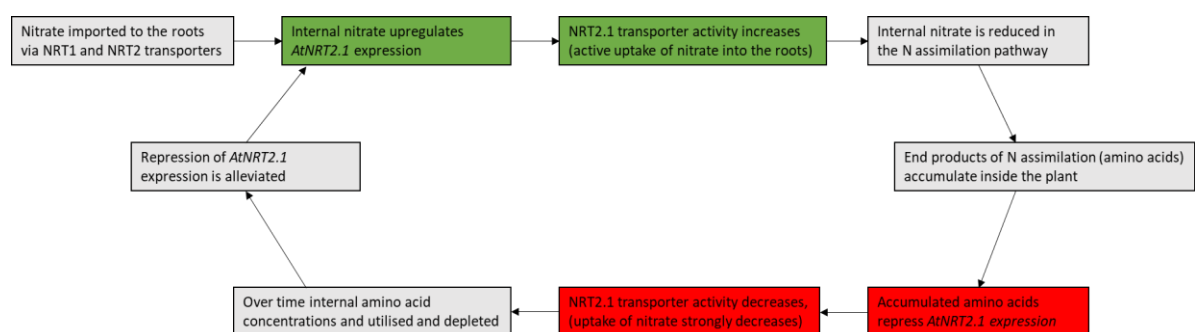 Nitrate imported to the roots
via NRT1 and NRT2 transporters
Internal nitrate upregulates
AtNRT2.1 expression
NRT2.1 transporter activity increases
(active uptake of nitrate into the roots)
Internal nitrate is reduced in
the N assimilation pathway
Repression of AtNRT2.1
expression is alleviated
End products of N assimilation (amino acids)
accumulate inside the plant
Over time internal amino acid
concentrations and utilised and depleted
NRT2.1 transporter activity decreases,
(uptake of nitrate strongly decreases)
Accumulated amino acids
repress AtNRT2.1 expression